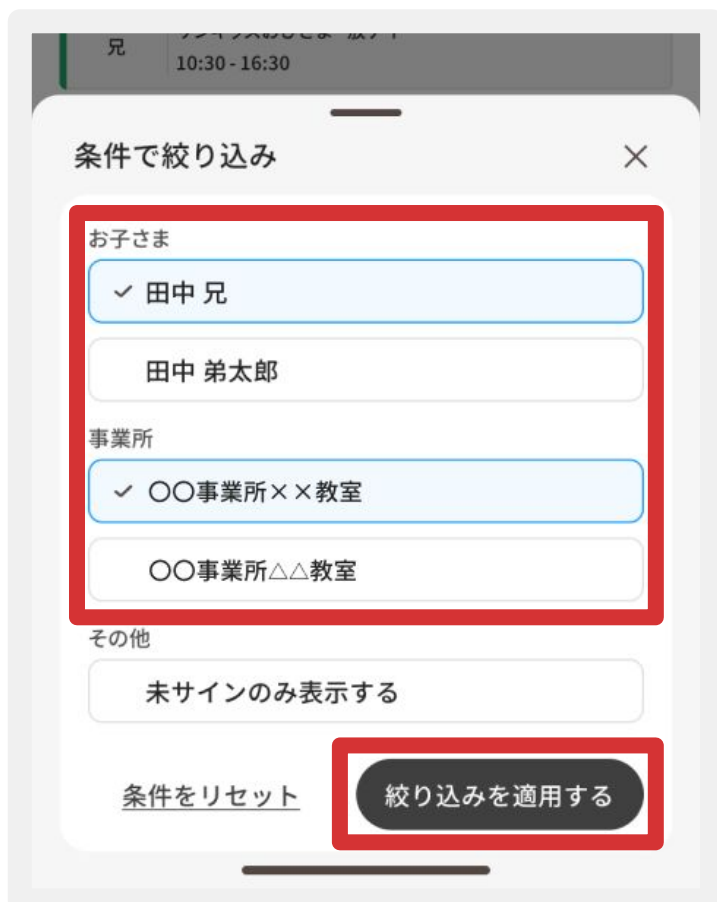 兄
10:30 - 16:30
条件で絞り込み
お子さま
田中 兄
田中 弟太郎
事業所
〇〇事業所××教室
〇〇事業所△△教室
その他
未サインのみ表示する
条件をリセット
絞り込みを適用する